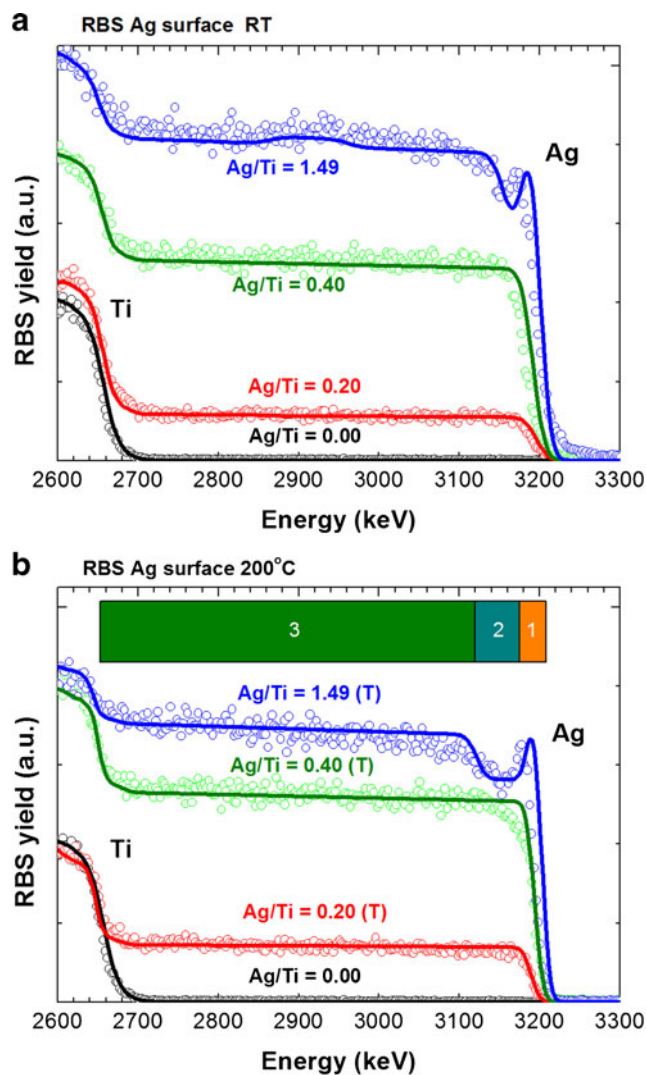 a
RBS Ag surface RT
RBS yield (a.u.)
Ag
Ag/Ti = 1.49
Ag/Ti = 0.40
Ti
Ag/Ti = 0.20
Ag/Ti = 0.00
2600 2700 2800 2900 3000 3100 3200 3300
Energy (keV)
b
RBS Ag surface 200°C
3 2 1
Ag/Ti = 1.49 (T)
Ag
Ag/Ti = 0.40 (T)
RBS yield (a.u.)
Ti
Ag/Ti = 0.20 (T)
Ag/Ti = 0.00
2600 2700 2800 2900 3000 3100 3200 3300
Energy (keV)